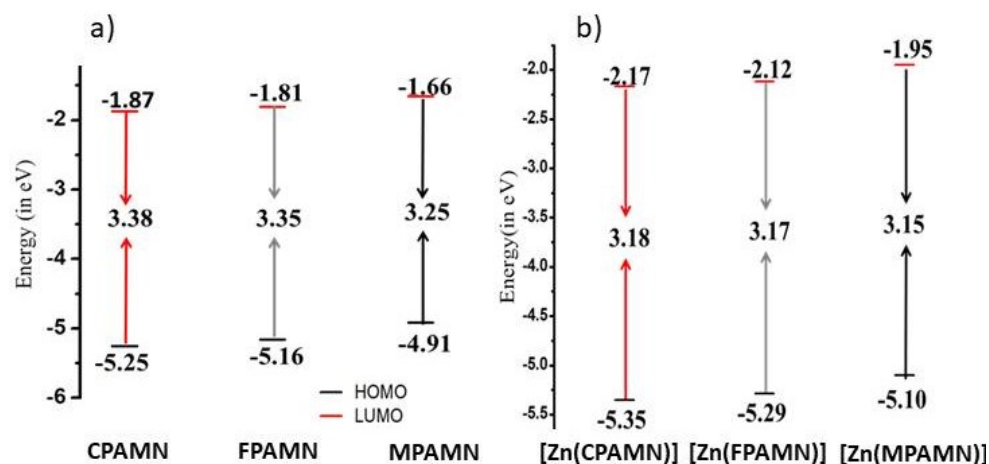 a)
Energy (in eV)
-2
-3
-4
-5
-6
-1.87
-1.81
-1.66
3.38
3.35
3.25
-5.25
-5.16
-4.91
HOMO
LUMO
CPAMN
FPAMN
MPAMN
b)
Energy(in eV)
-2.0
-2.5
-3.0
-3.5
-4.0
-4.5
-5.0
-5.5
-2.17
-2.12
-1.95
3.18
3.17
3.15
-5.35
-5.29
-5.10
[Zn(CPAMN)]
[Zn(FPAMN)]
[Zn(MPAMN)]